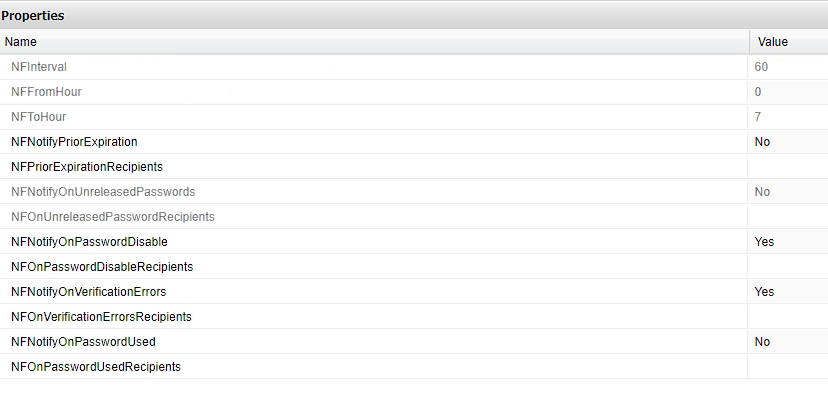 Properties
Name Value
NFInterval 60
NFFromHour 0
NFToHour 7
NFNotifyPriorExpiration No
NFPriorExpirationRecipients
NFNotifyOnUnreleasedPasswords No
NFOnUnreleasedPasswordRecipients
NFNotifyOnPasswordDisable Yes
NFOnPasswordDisableRecipients
NFNotifyOnVerificationErrors Yes
NFOnVerificationErrorsRecipients
NFNotifyOnPasswordUsed No
NFOnPasswordUsedRecipients